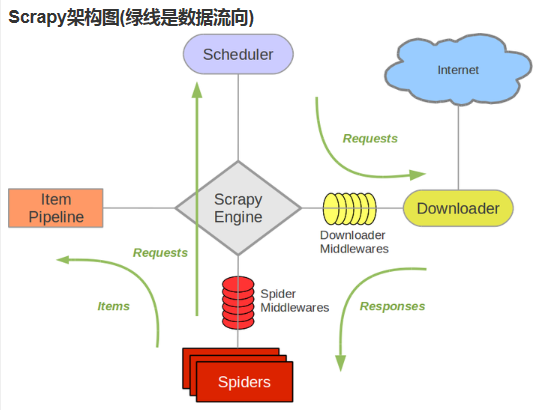 Scrapy架构图(绿线是数据流向)
Scheduler
Internet
Requests
Item
Pipeline
Scrapy
Engine
Downloader
Downloader
Middlewares
Requests
Items
Spider
Middlewares
Responses
Spiders